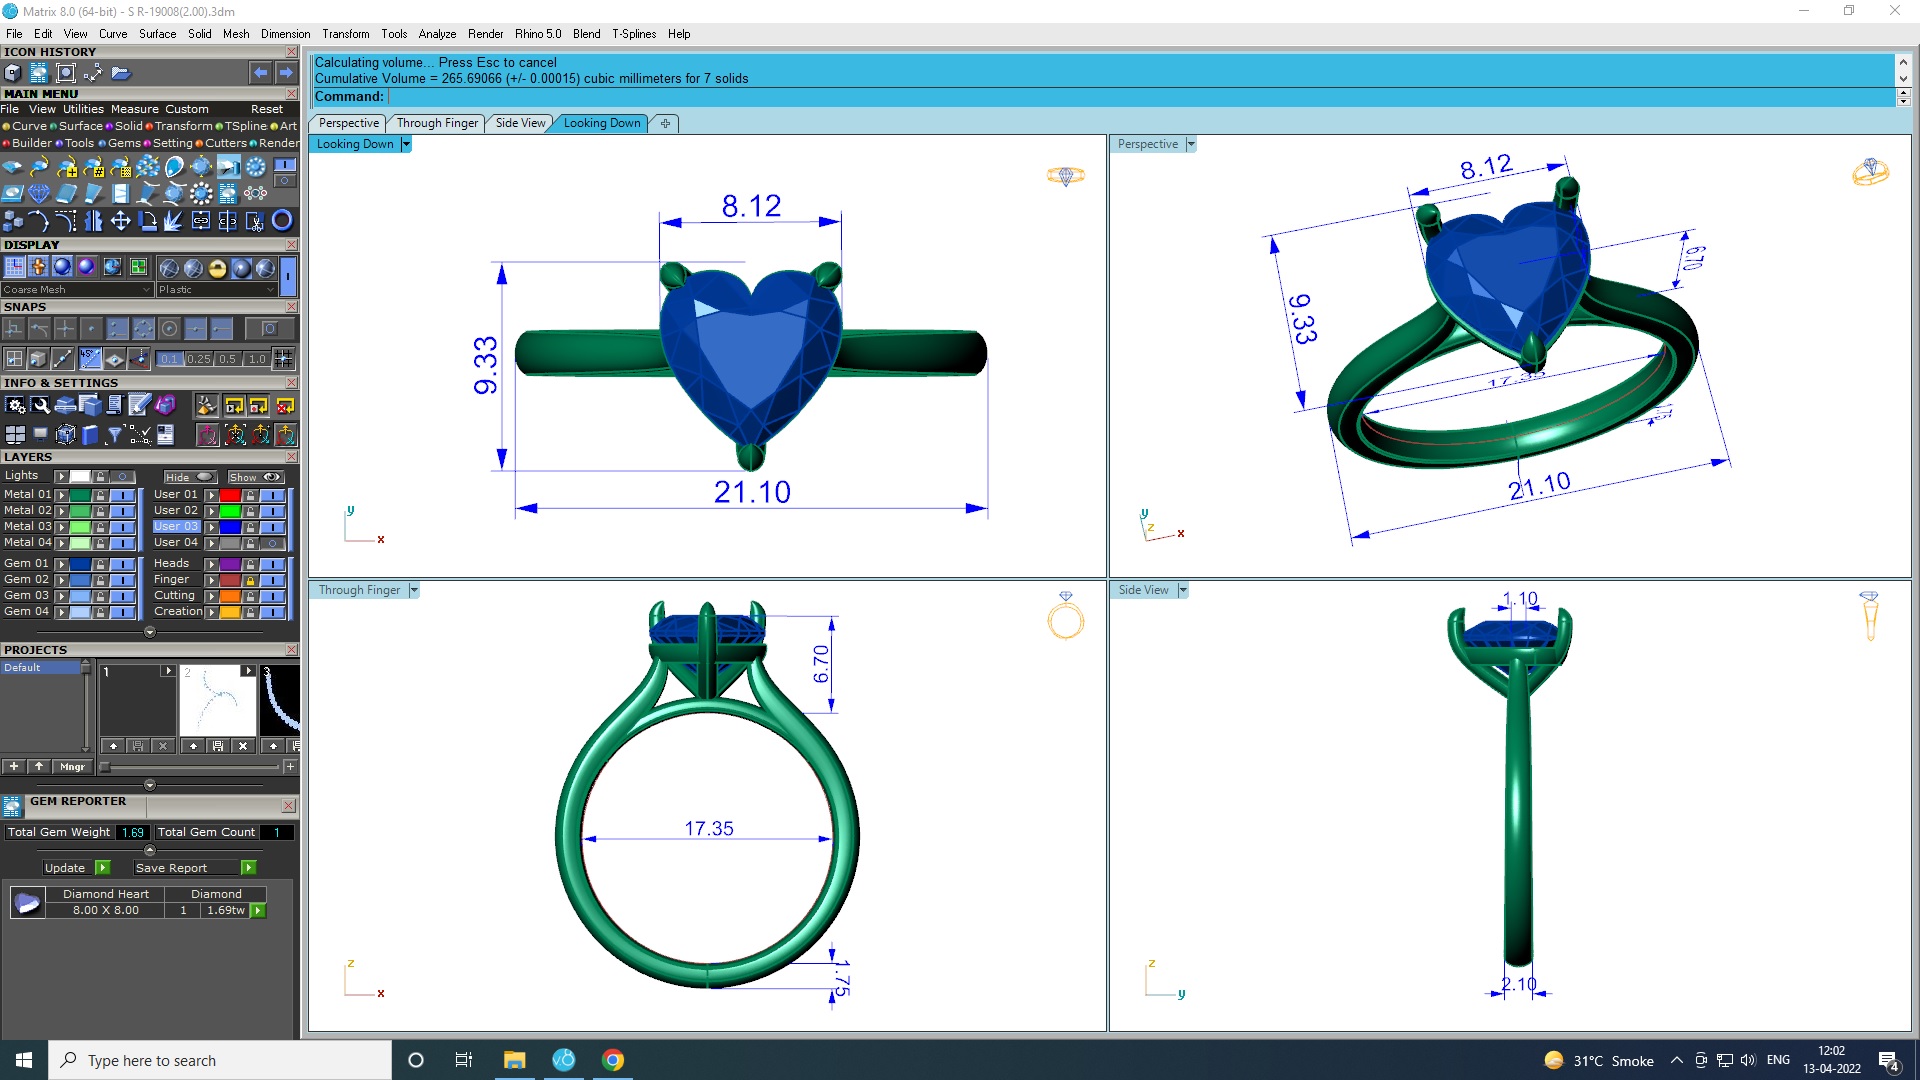 Matrix 8.0 (64-bit) - S R-19008(2.00).3dm
File Edit View Curve Surface Solid Mesh Dimension Transform Tools Analyze Render Rhino 5.0 Blend T-Splines Help
ICON HISTORY
Calculating volume... Press Esc to cancel
Cumulative Volume = 265.69066 (+/- 0.00015) cubic millimeters for 7 solids
Command:
MAIN MENU
File View Utilities Measure Custom Reset
Curve Surface Solid Transform TSpline Art
Builder Tools Gems Setting Cutters Render
Perspective Through Finger Side View Looking Down
DISPLAY
Coarse Mesh Plastic
SNAPS
45°
0.1 0.25 0.5 1.0
INFO & SETTINGS
LAYERS
Lights Hide Show
Metal 01 User 01
Metal 02 User 02
Metal 03 User 03
Metal 04 User 04
Gem 01 Heads
Gem 02 Finger
Gem 03 Cutting
Gem 04 Creation
PROJECTS
Default
1 2 3
Mngr
GEM REPORTER
Total Gem Weight 1.69 Total Gem Count 1
Update Save Report
Diamond Heart Diamond
8.00 X 8.00 1 1.69tw
Looking Down
8.12
9.33
21.10
y
x
Perspective
8.12
6.70
9.33
17.35
1.75
21.10
y
z
x
Through Finger
6.70
17.35
1.75
z
x
Side View
1.10
2.10
z
y
Type here to search
31°C Smoke ENG
12:02
13-04-2022
4